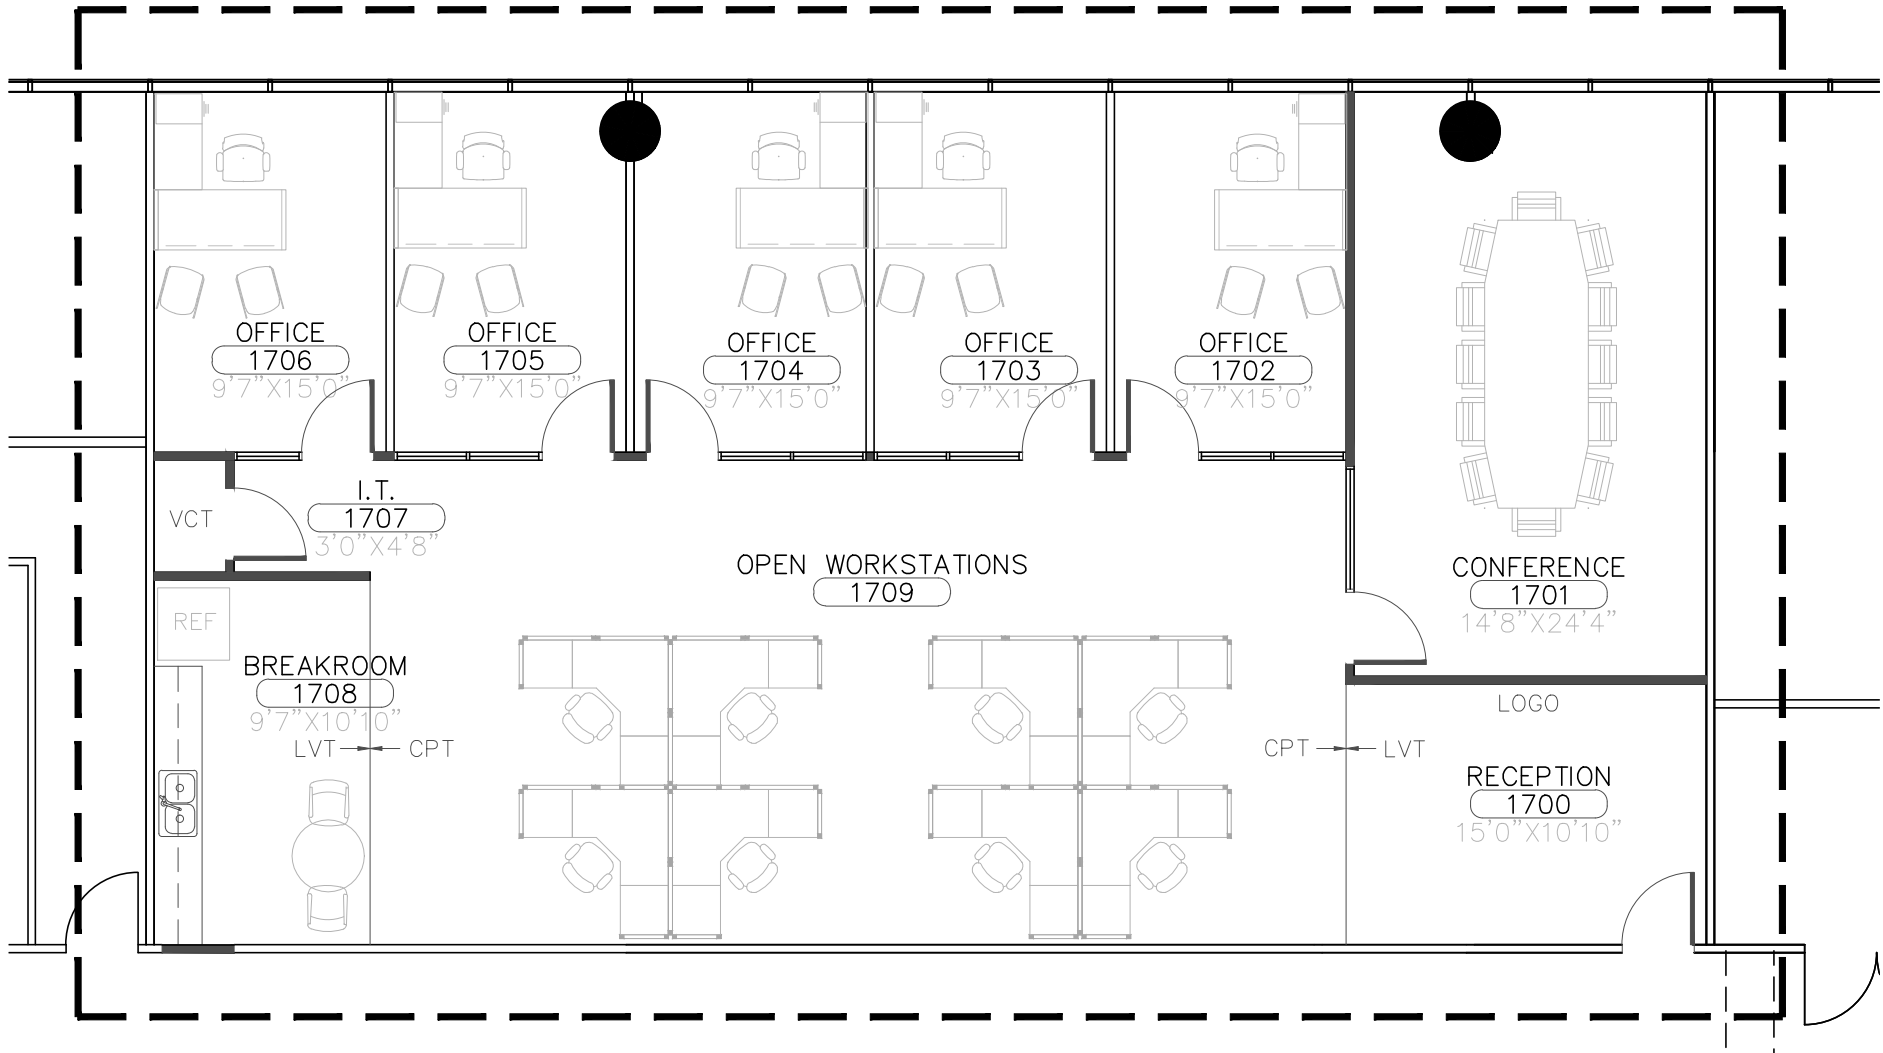 OFFICE
1706
9'7"X15'0"
OFFICE
1705
9'7"X15'0"
OFFICE
1704
9'7"X15'0"
OFFICE
1703
9'7"X15'0"
OFFICE
1702
9'7"X15'0"
VCT
I.T.
1707
3'0"X4'8"
OPEN WORKSTATIONS
1709
CONFERENCE
1701
14'8"X24'4"
REF
BREAKROOM
1708
9'7"X10'10"
LVT CPT
LOGO
CPT LVT
RECEPTION
1700
15'0"X10'10"